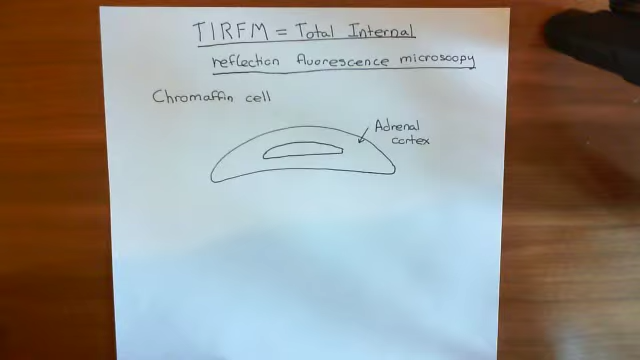 TIRFM = Total Internal
reflection fluorescence microscopy
Chromaffin cell
Adrenal
cortex